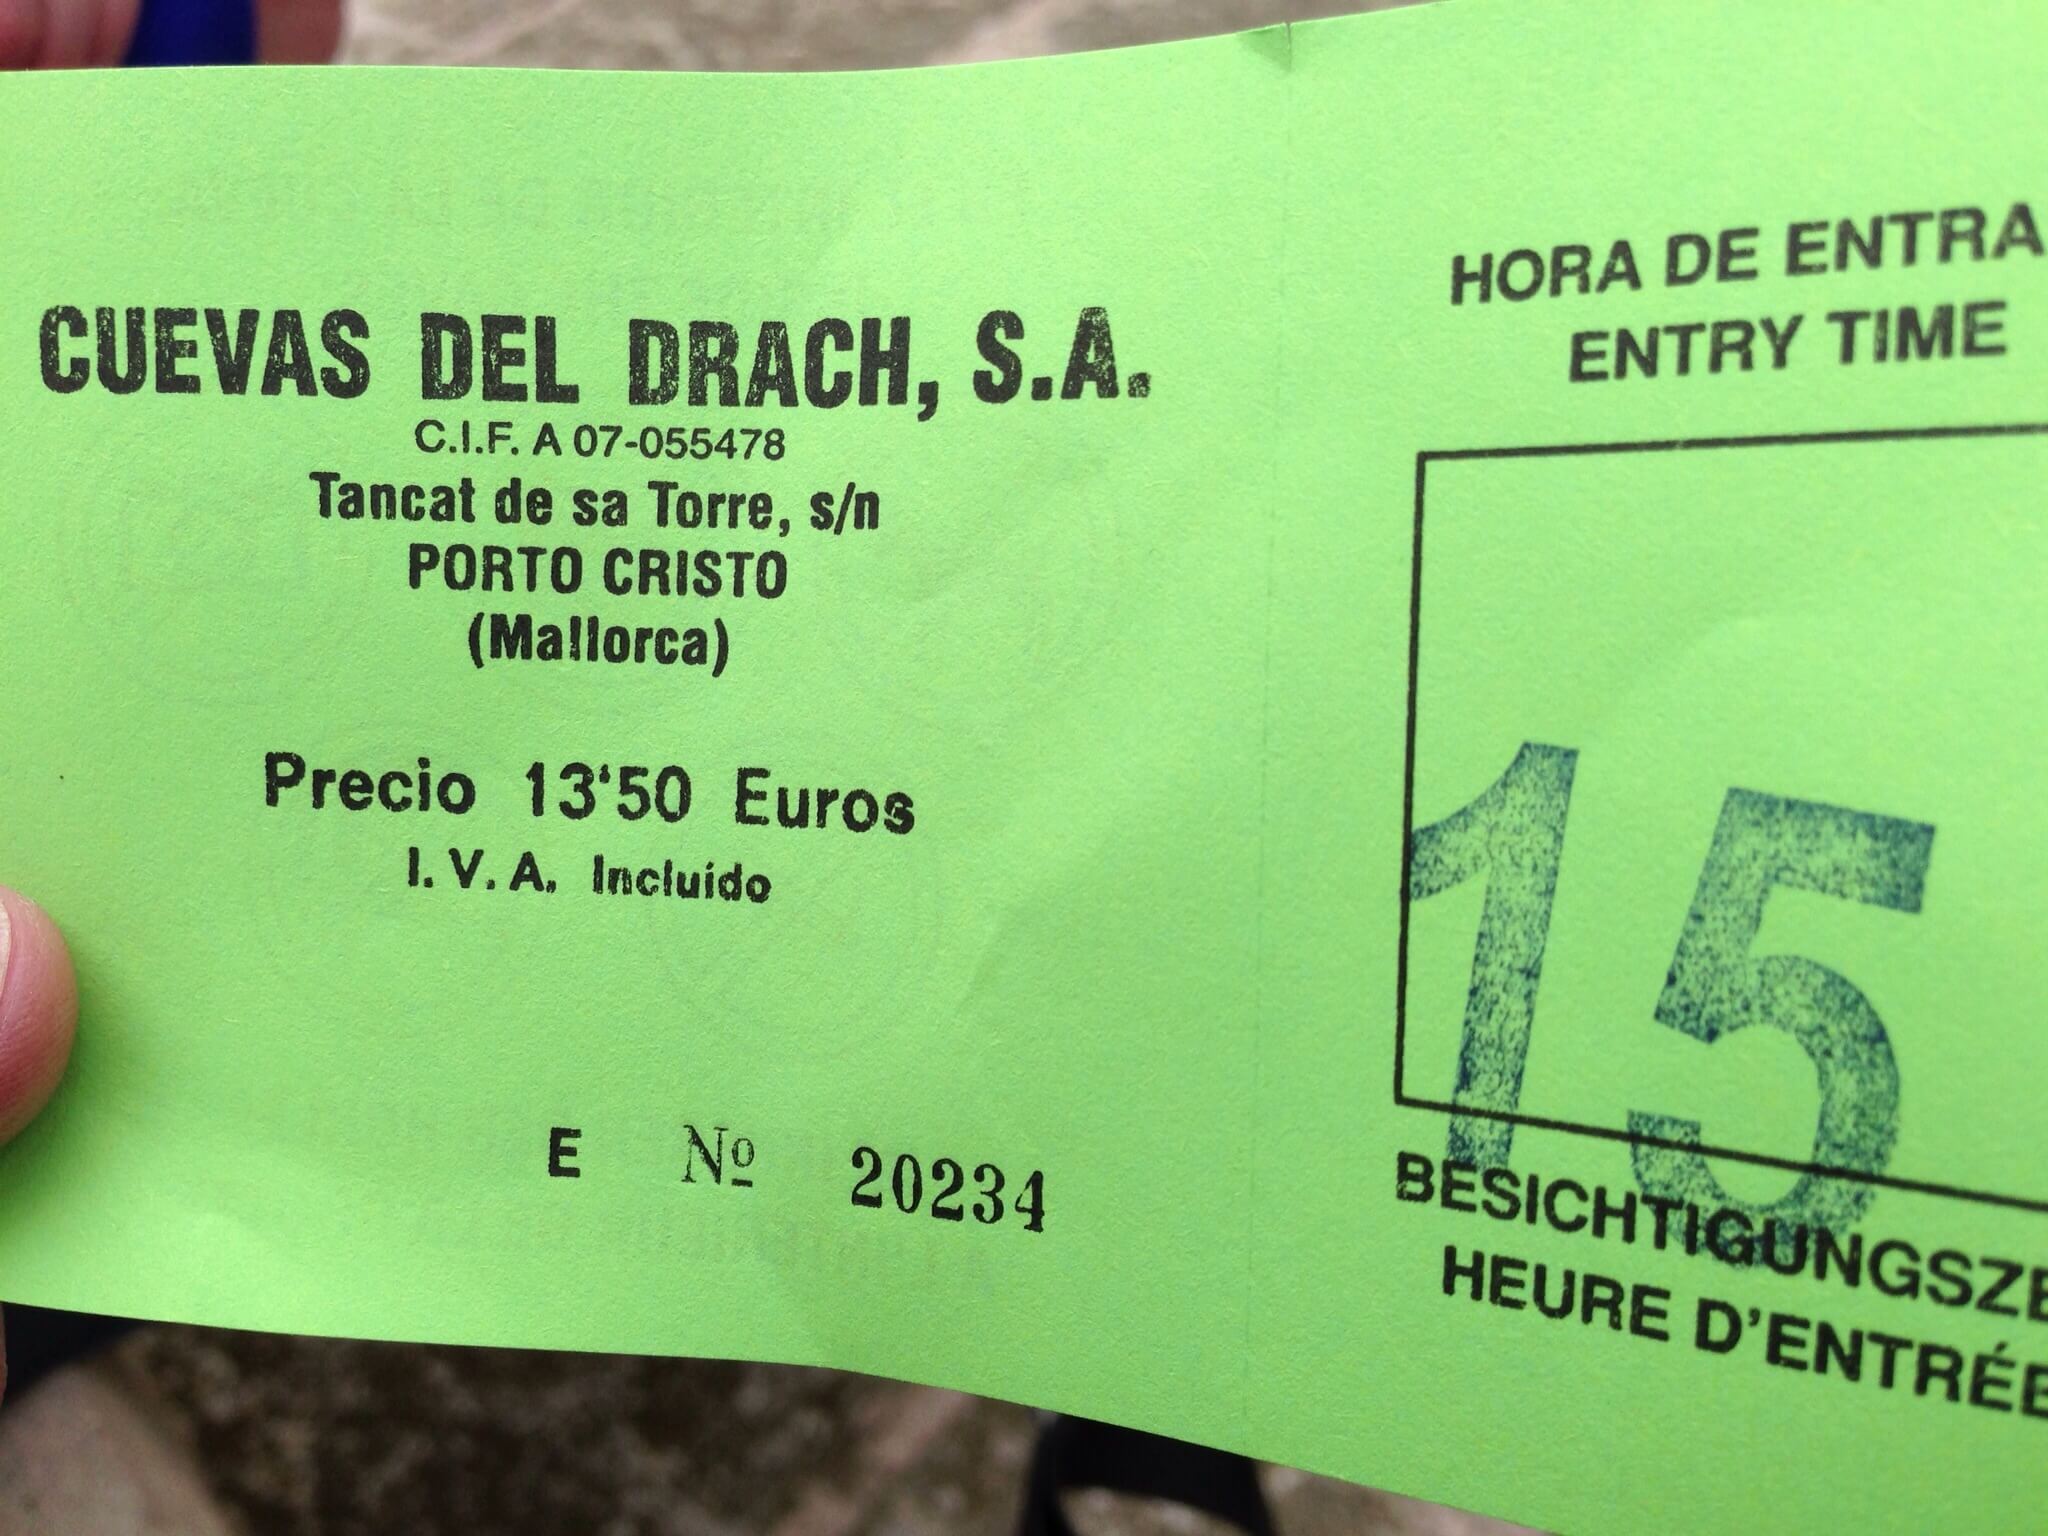 CUEVAS DEL DRACH, S.A.
C.I.F. A 07-055478
Tancat de sa Torre, s/n
PORTO CRISTO
(Mallorca)
Precio 13'50 Euros
I. V. A. Incluído
E Nº 20234
HORA DE ENTRA
ENTRY TIME
15
BESICHTIGUNGSZE
HEURE D'ENTRÉE